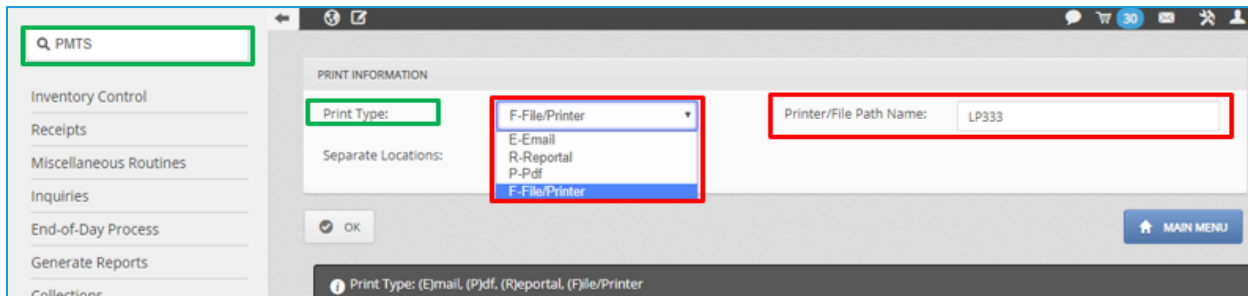 30
PMTS
PRINT INFORMATION
Inventory Control
Print Type:
F-File/Printer
Printer/File Path Name:
LP333
Receipts
E-Email
Separate Locations:
R-Reportal
Miscellaneous Routines
P-Pdf
F-File/Printer
Inquiries
End-of-Day Process
OK
MAIN MENU
Generate Reports
Print Type: (E)mail, (P)df, (R)eportal, (F)ile/Printer
Collections